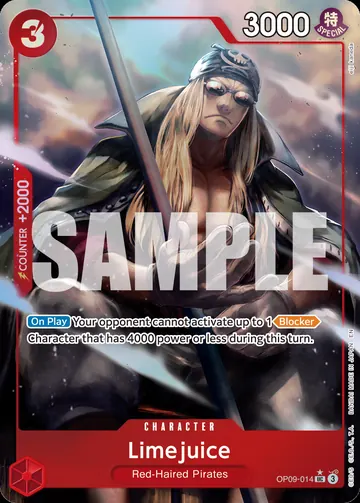 3
3000
特
SPECIAL
COUNTER +2000
SAMPLE
On Play Your opponent cannot activate up to 1 Blocker
Character that has 4000 power or less during this turn.
CHARACTER
Limejuice
Red-Haired Pirates
OP09-014 UC 3